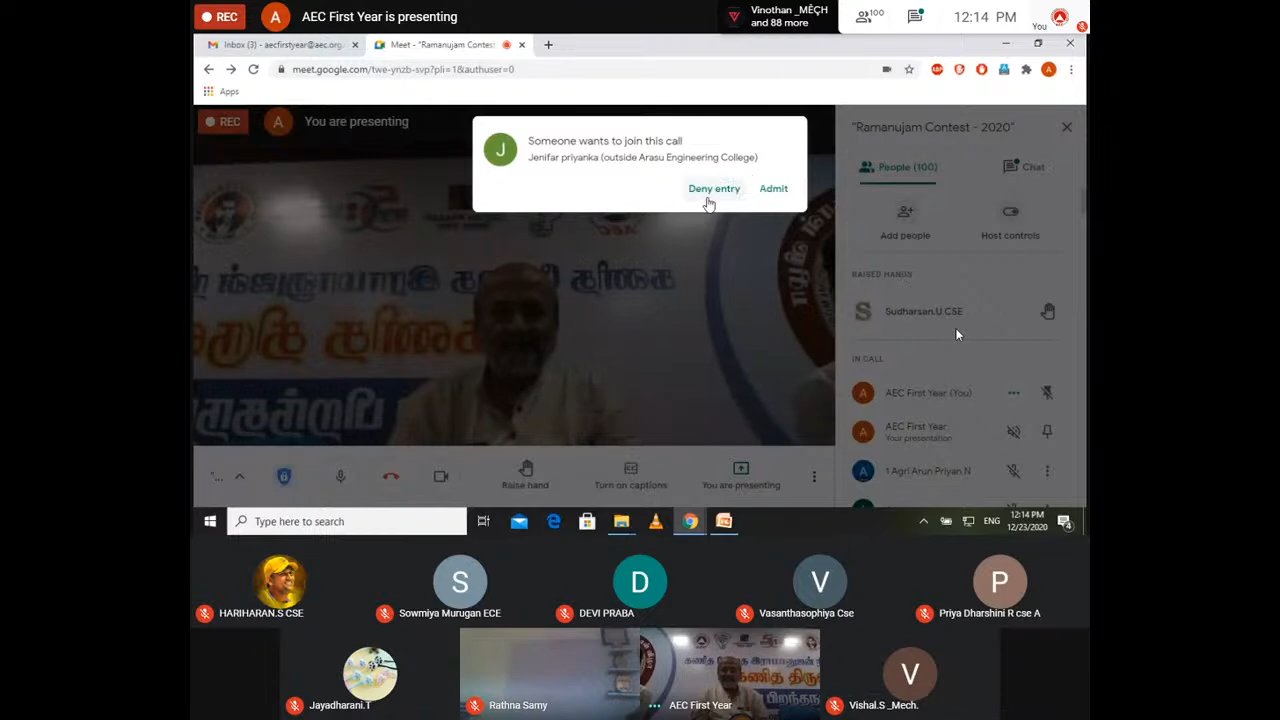 REC
A
AEC First Year is presenting
Vinothan _MẼÇH
and 88 more
100
12:14 PM
You
Inbox (3) - aecfirstyear@aec.org.
Meet - "Ramanujam Contest
meet.google.com/twe-ynzb-svp?pli=1&authuser=0
ABP
A
Apps
REC
A
You are presenting
J
Someone wants to join this call
Jenifar priyanka (outside Arasu Engineering College)
Deny entry
Admit
"Ramanujam Contest - 2020"
People (100)
Chat
Add people
Host controls
RAISED HANDS
S
Sudharsan.U CSE
IN CALL
A
AEC First Year (You)
A
AEC First Year
Your presentation
A
1 Agri Arun Priyan N
"...
Raise hand
CC
Turn on captions
You are presenting
Type here to search
ENG
12:14 PM
12/23/2020
4
HARIHARAN.S CSE
S
Sowmiya Murugan ECE
D
DEVI PRABA
V
Vasanthasophiya Cse
P
Priya Dharshini R cse A
Jayadharani.T
Rathna Samy
AEC First Year
V
Vishal.S _Mech.